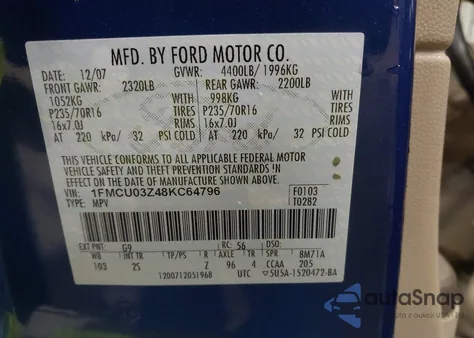 MFD. BY FORD MOTOR CO.
DATE: 12/07 GVWR: 4400LB/1996KG
FRONT GAWR: 2320LB REAR GAWR: 2200LB
1052KG WITH 998KG WITH
P235/70R16 TIRES P235/70R16 TIRES
16x7.0J RIMS 16x7.0J RIMS
AT 220 kPa/ 32 PSI COLD AT 220 kPa/ 32 PSI COLD
THIS VEHICLE CONFORMS TO ALL APPLICABLE FEDERAL MOTOR
VEHICLE SAFETY AND THEFT PREVENTION STANDARDS IN
EFFECT ON THE DATE OF MANUFACTURE SHOWN ABOVE.
VIN: 1FMCU03Z48KC64796 F0103
TYPE: MPV T0282
EXT PNT: G9 RC: 56 DSO:
WB INT TR TP/PS R AXLE TR SPR BM71A
103 2S Z 96 4 CCAA 205
1200712051968 UTC 5U5A-1520472-BA
autoSnap